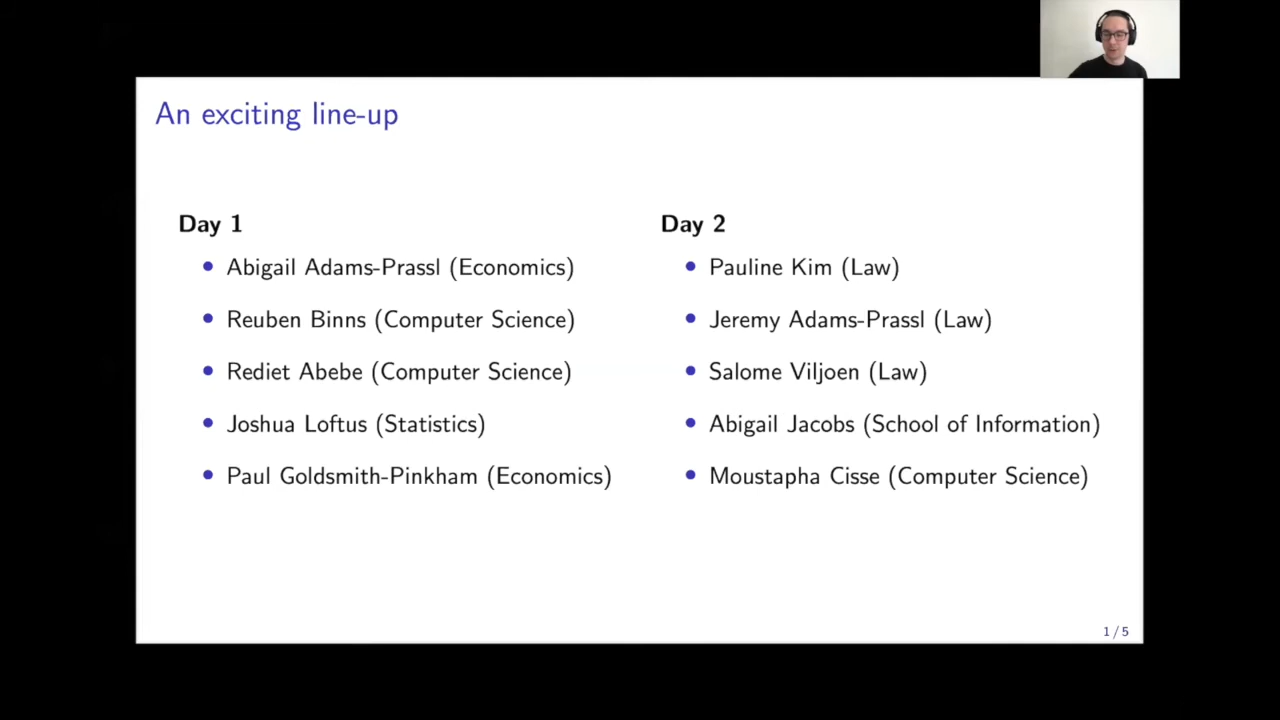 An exciting line-up
Day 1
• Abigail Adams-Prassl (Economics)
• Reuben Binns (Computer Science)
• Rediet Abebe (Computer Science)
• Joshua Loftus (Statistics)
• Paul Goldsmith-Pinkham (Economics)
Day 2
• Pauline Kim (Law)
• Jeremy Adams-Prassl (Law)
• Salome Viljoen (Law)
• Abigail Jacobs (School of Information)
• Moustapha Cisse (Computer Science)
1 / 5